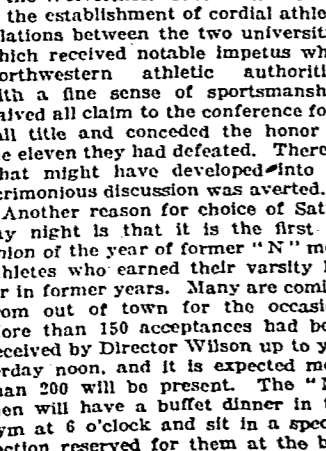 the establishment of cordial athle
lations between the two universiti
hich received notable impetus wh
orthwestern athletic authoriti
ith a fine sense of sportsmansh
aived all claim to the conference fo
all title and conceded the honor
e eleven they had defeated. There
hat might have developed into
crimonious discussion was averted.
Another reason for choice of Sat
ay night is that it is the first
nion of the year of former "N" m
thletes who earned their varsity
r in former years. Many are comi
rom out of town for the occasi
ore than 150 acceptances had be
eceived by Director Wilson up to y
erday noon, and it is expected m
han 200 will be present. The "N
en will have a buffet dinner in t
ym at 6 o'clock and sit in a spec
ection reserved for them at the b